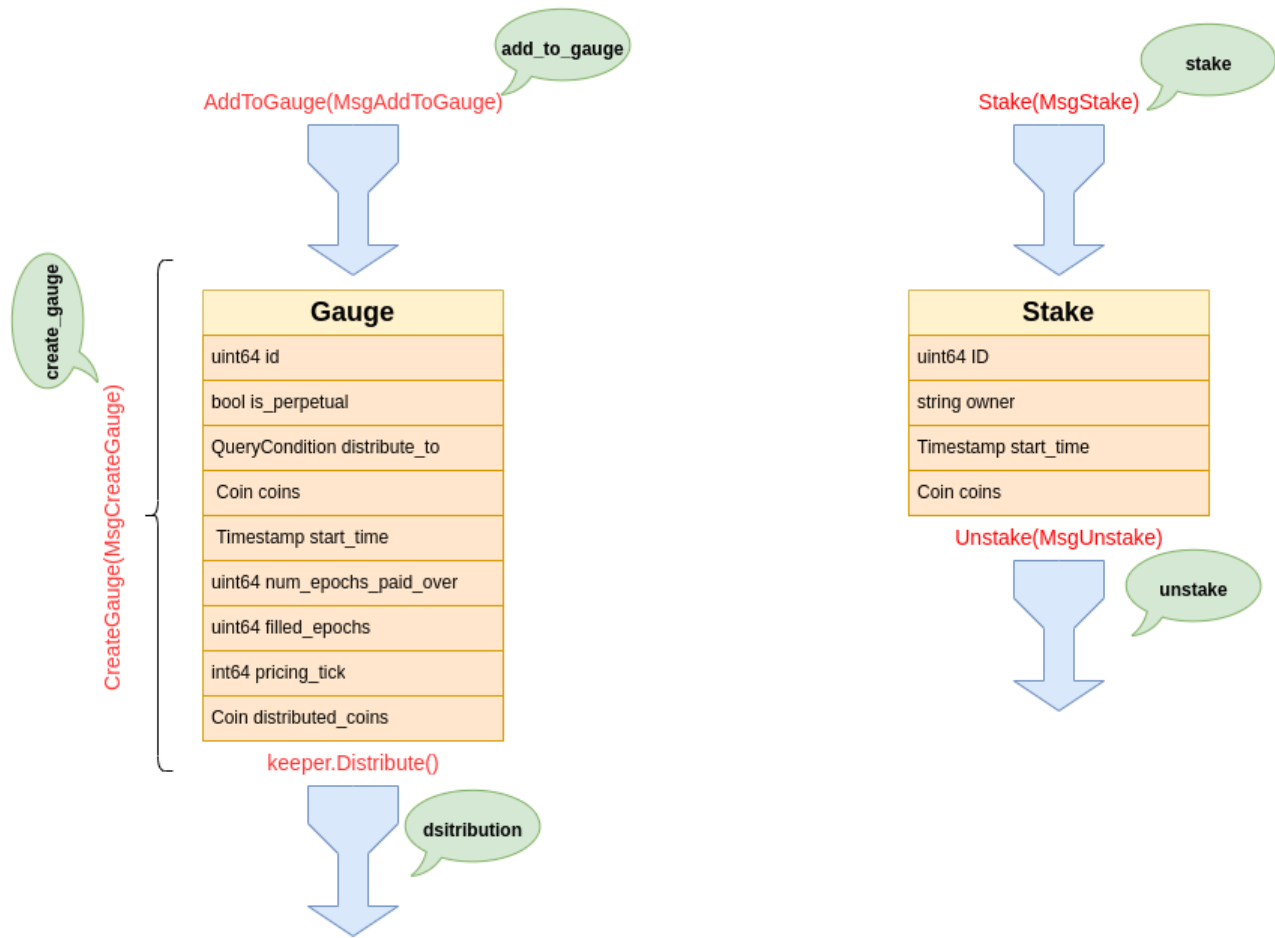 add_to_gauge
AddToGauge(MsgAddToGauge)
create_gauge
CreateGauge(MsgCreateGauge)
Gauge
uint64 id
bool is_perpetual
QueryCondition distribute_to
Coin coins
Timestamp start_time
uint64 num_epochs_paid_over
uint64 filled_epochs
int64 pricing_tick
Coin distributed_coins
keeper.Distribute()
dsitribution
stake
Stake(MsgStake)
Stake
uint64 ID
string owner
Timestamp start_time
Coin coins
Unstake(MsgUnstake)
unstake